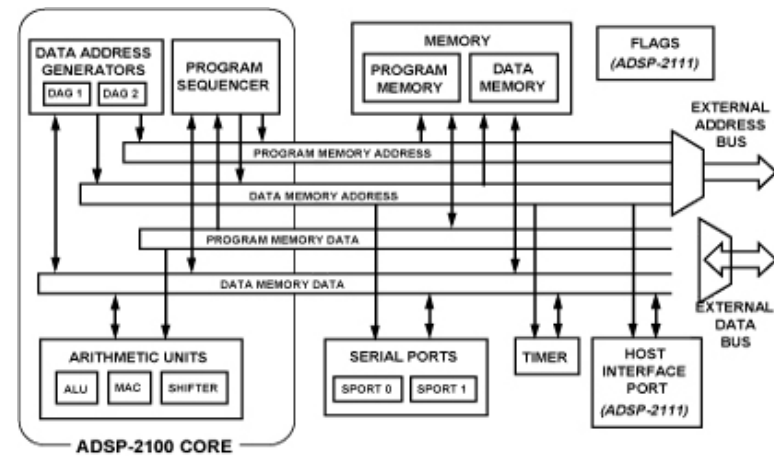 DATA ADDRESS
GENERATORS
DAG 1
DAG 2
PROGRAM
SEQUENCER
MEMORY
PROGRAM
MEMORY
DATA
MEMORY
FLAGS
(ADSP-2111)
EXTERNAL
ADDRESS
BUS
PROGRAM MEMORY ADDRESS
DATA MEMORY ADDRESS
PROGRAM MEMORY DATA
DATA MEMORY DATA
EXTERNAL
DATA
BUS
ARITHMETIC UNITS
ALU
MAC
SHIFTER
SERIAL PORTS
SPORT 0
SPORT 1
TIMER
HOST
INTERFACE
PORT
(ADSP-2111)
ADSP-2100 CORE